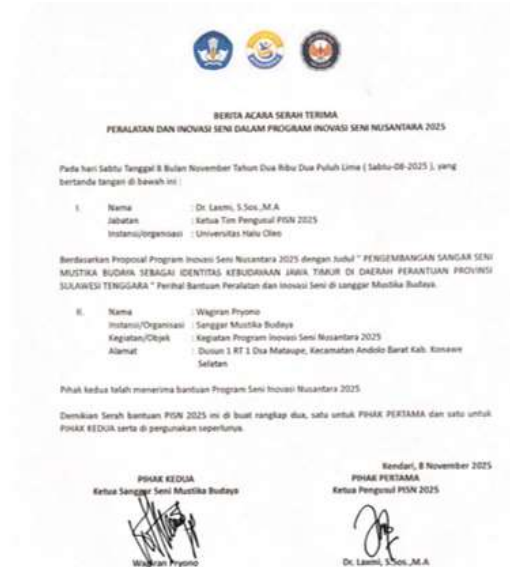 BERITA ACARA SERAH TERIMA
PERALATAN DAN INOVASI SENI DALAM PROGRAM INOVASI SENI NUSANTARA 2025
Pada hari Sabtu Tanggal 8 Bulan November Tahun Dua Ribu Dua Puluh Lima ( Sabtu-08-2025 ), yang
bertanda tangan di bawah ini :
I. Nama : Dr. Laxmi, S.Sos.,M.A
Jabatan : Ketua Tim Pengusul PISN 2025
Instansi/organisasi : Universitas Halu Oleo
Berdasarkan Proposal Program Inovasi Seni Nusantara 2025 dengan Judul " PENGEMBANGAN SANGAR SENI
MUSTIKA BUDAYA SEBAGAI IDENTITAS KEBUDAYAAN JAWA TIMUR DI DAERAH PERANTUAN PROVINSI
SULAWESI TENGGARA " Perihal Bantuan Peralatan dan Inovasi Seni di sanggar Mustika Budaya.
II. Nama : Wagiran Pryono
Instansi/Organisasi : Sanggar Mustika Budaya
Kegiatan/Objek : Kegiatan Program Inovasi Seni Nusantara 2025
Alamat : Dusun 1 RT 1 Dsa Mataupe, Kecamatan Andolo Barat Kab. Konawe
Selatan
Pihak kedua telah menerima bantuan Program Seni Inovasi Nusantara 2025
Demikian Serah bantuan PISN 2025 ini di buat rangkap dua, satu untuk PIHAK PERTAMA dan satu untuk
PIHAK KEDUA serta di pergunakan seperlunya.
Kendari, 8 November 2025
PIHAK KEDUA
Ketua Sanggar Seni Mustika Budaya
Wagiran Pryono
PIHAK PERTAMA
Ketua Pengusul PISN 2025
Dr. Laxmi, S.Sos.,M.A